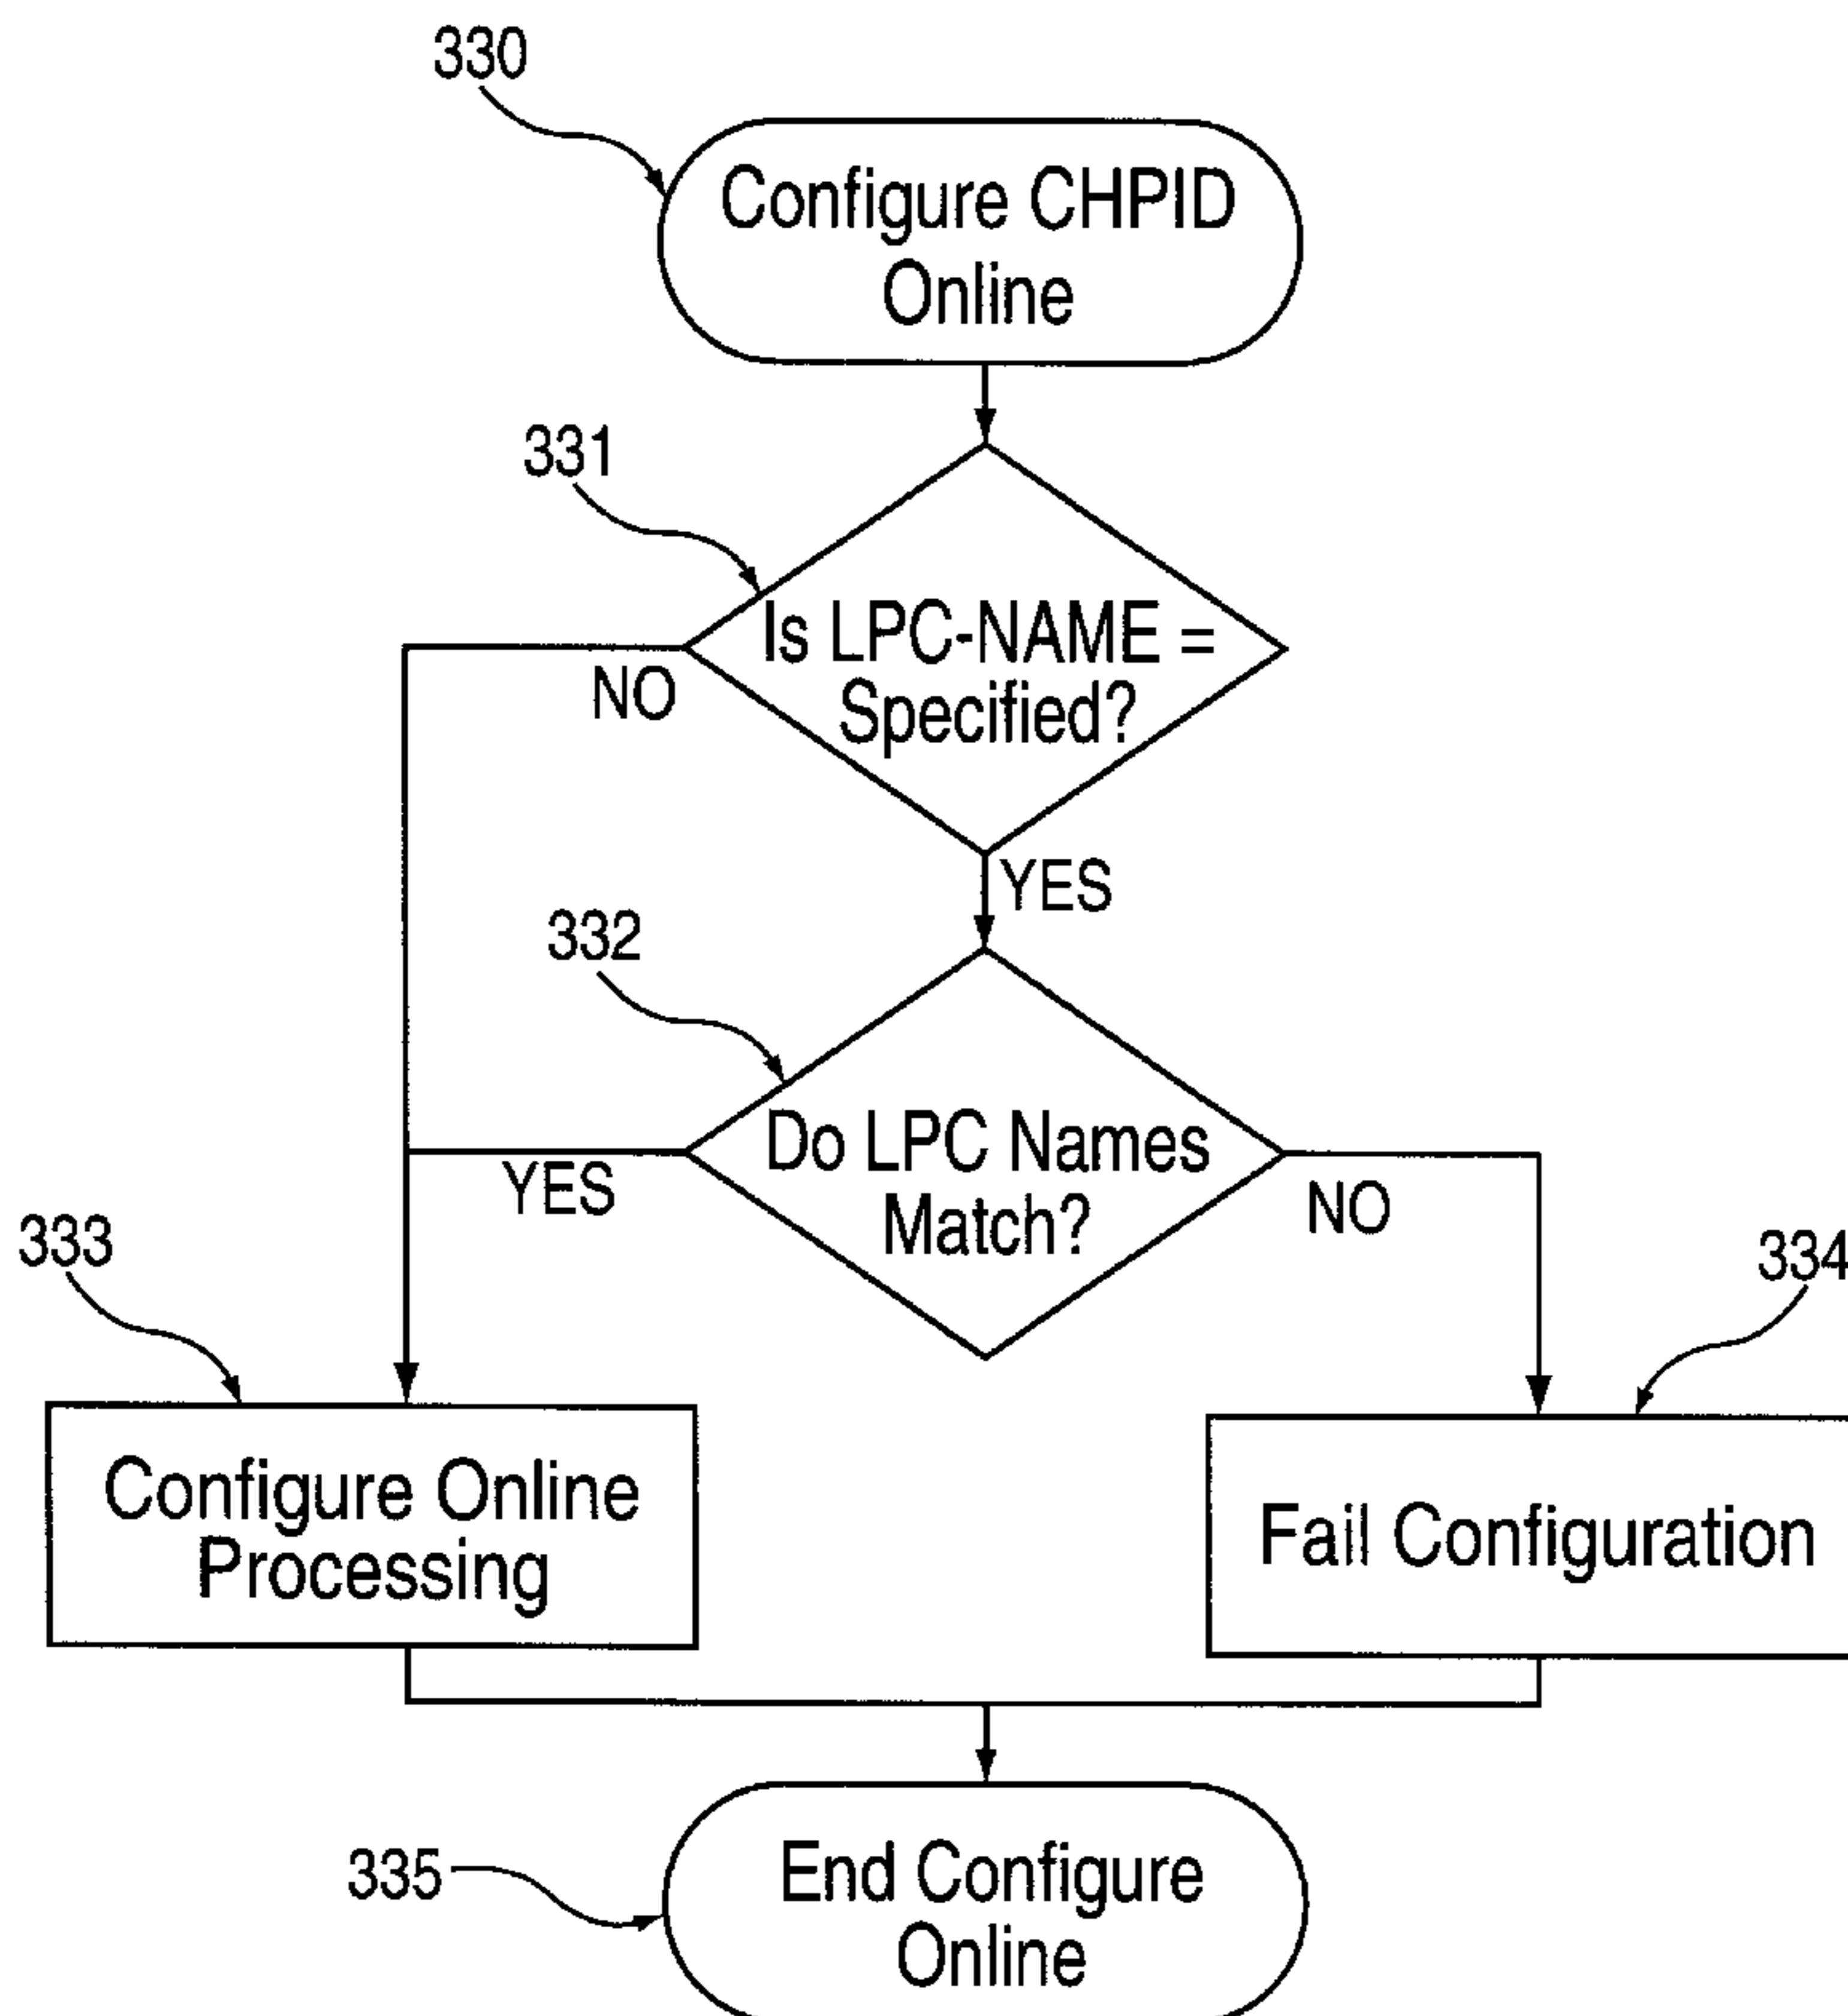 330
Configure CHPID
Online
331
Is LPC-NAME =
Specified?
NO
YES
332
Do LPC Names
Match?
YES
NO
333
334
Configure Online
Processing
Fail Configuration
335
End Configure
Online